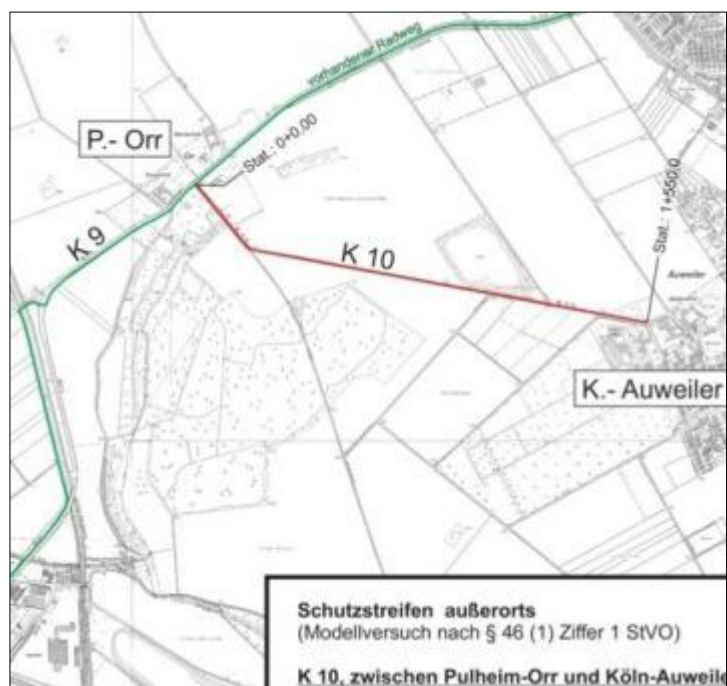 vorhandener Radweg
P.- Orr
Stat.: 0+0,00
K 9
K 10
Stat.: 1+550,0
Auweiler
K.- Auweiler
Schutzstreifen außerorts
(Modellversuch nach § 46 (1) Ziffer 1 StVO)
K 10, zwischen Pulheim-Orr und Köln-Auweile